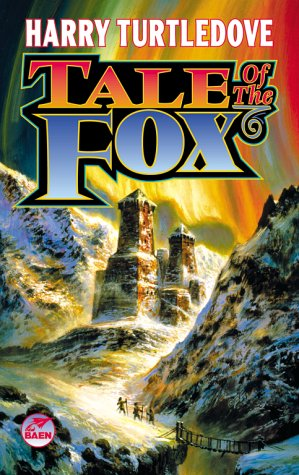 HARRY TURTLEDOVE
TALE
Of The
FOX
BAEN